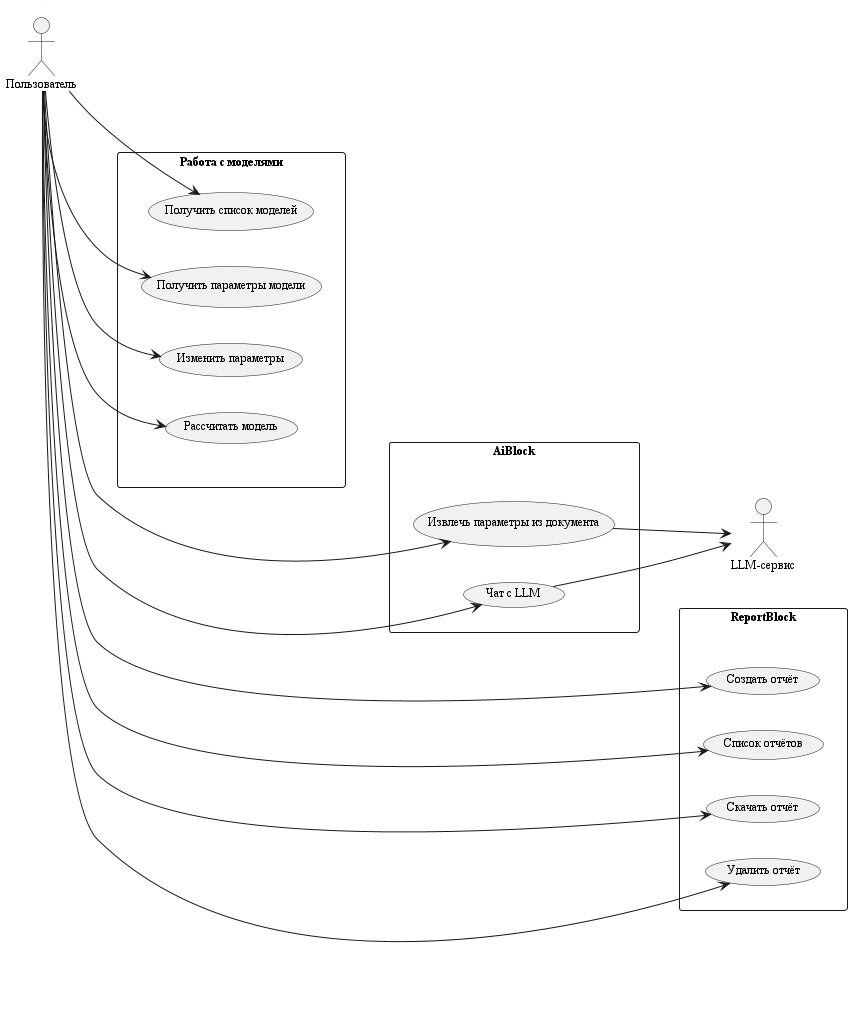 Пользователь
Работа с моделями
Получить список моделей
Получить параметры модели
Изменить параметры
Рассчитать модель
AiBlock
Извлечь параметры из документа
Чат с LLM
LLM-сервис
ReportBlock
Создать отчёт
Список отчётов
Скачать отчёт
Удалить отчёт